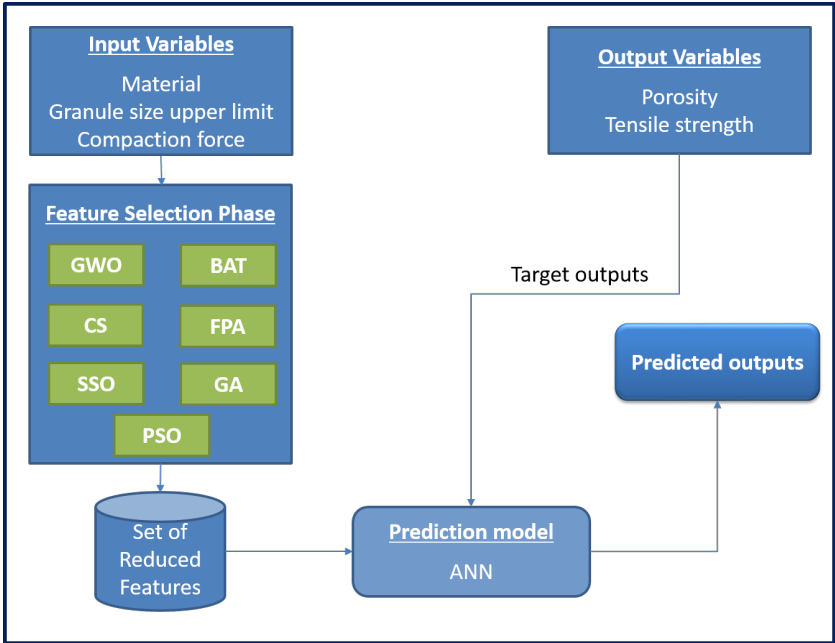 Input Variables
Material
Granule size upper limit
Compaction force
Output Variables
Porosity
Tensile strength
Feature Selection Phase
GWO
BAT
CS
FPA
SSO
GA
PSO
Target outputs
Predicted outputs
Set of
Reduced
Features
Prediction model
ANN